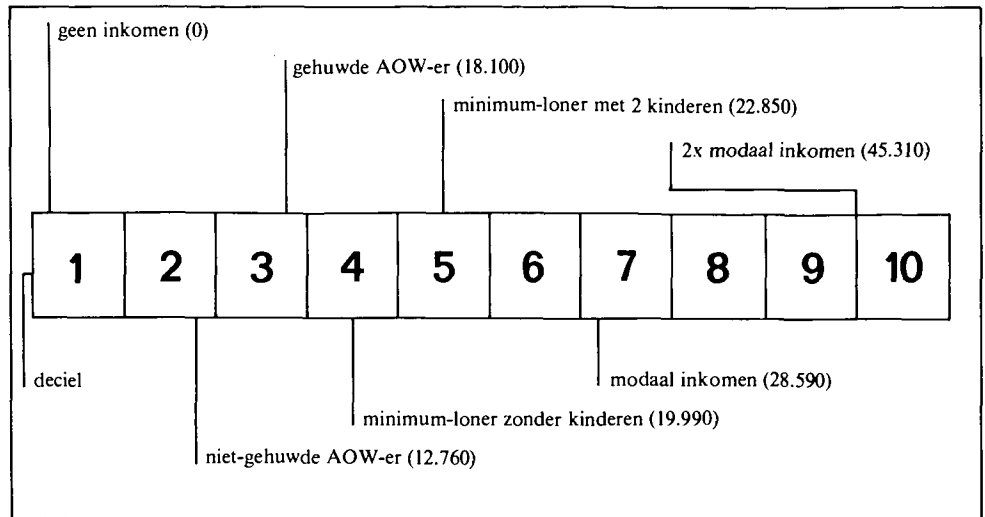 geen inkomen (0)
gehuwde AOW-er (18.100)
minimum-loner met 2 kinderen (22.850)
2x modaal inkomen (45.310)
1 2 3 4 5 6 7 8 9 10
deciel
modaal inkomen (28.590)
minimum-loner zonder kinderen (19.990)
niet-gehuwde AOW-er (12.760)